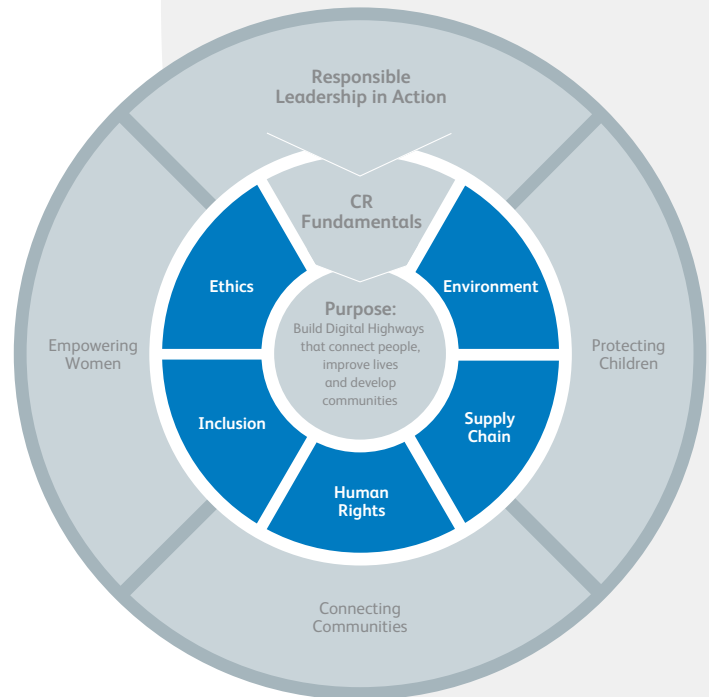 Responsible
Leadership in Action
CR
Fundamentals
Ethics
Environment
Purpose:
Build Digital Highways
that connect people,
improve lives
and develop
communities
Empowering
Women
Protecting
Children
Inclusion
Supply
Chain
Human
Rights
Connecting
Communities